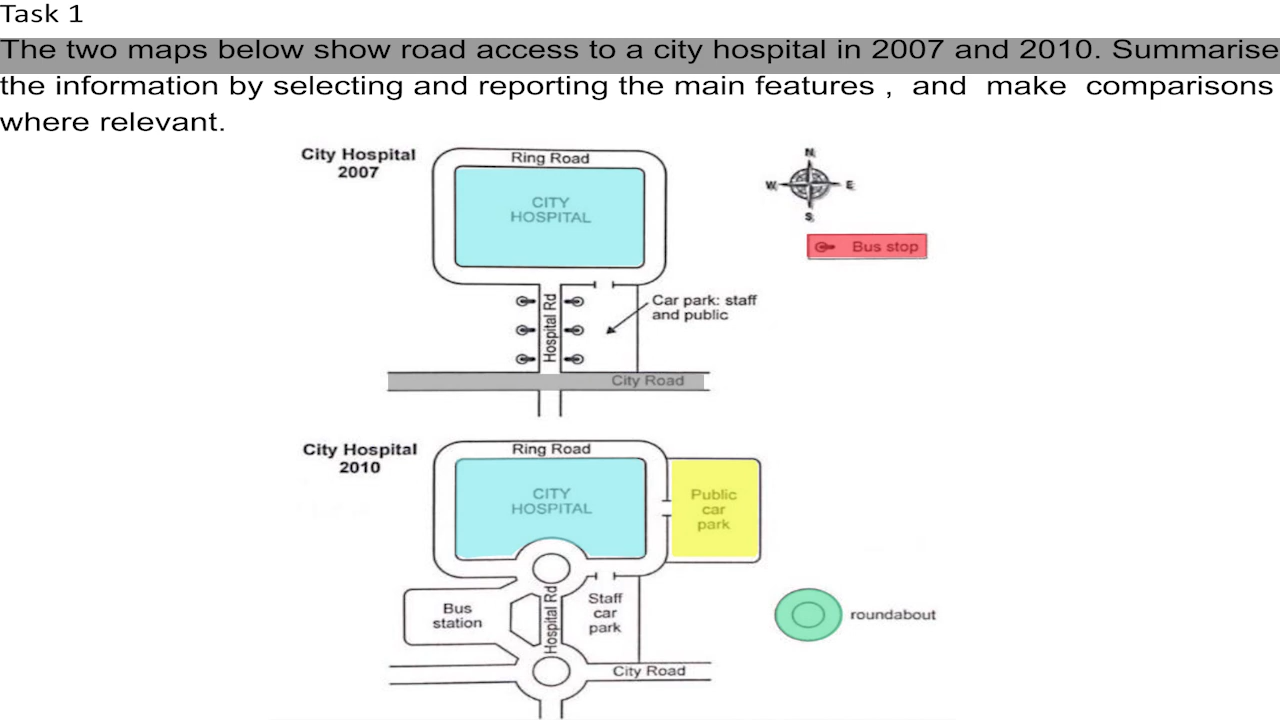 Task 1
The two maps below show road access to a city hospital in 2007 and 2010. Summarise
the information by selecting and reporting the main features , and make comparisons
where relevant.
City Hospital
2007
Ring Road
CITY
HOSPITAL
N
W
E
S
Bus stop
Hospital Rd
Car park: staff
and public
City Road
City Hospital
2010
Ring Road
CITY
HOSPITAL
Public
car
park
Bus
station
Hospital Rd
Staff
car
park
roundabout
City Road